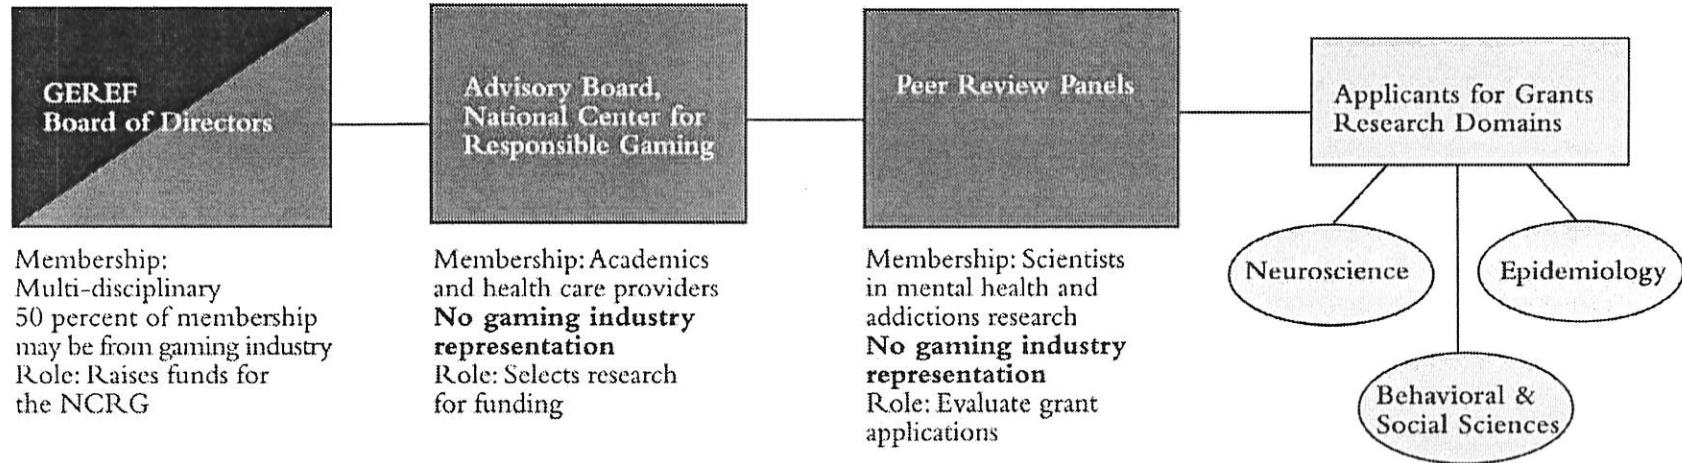 GEREF
Board of Directors
Membership:
Multi-disciplinary
50 percent of membership
may be from gaming industry
Role: Raises funds for
the NCRG
Advisory Board,
National Center for
Responsible Gaming
Membership: Academics
and health care providers
No gaming industry
representation
Role: Selects research
for funding
Peer Review Panels
Membership: Scientists
in mental health and
addictions research
No gaming industry
representation
Role: Evaluate grant
applications
Applicants for Grants
Research Domains
Neuroscience
Epidemiology
Behavioral &
Social Sciences